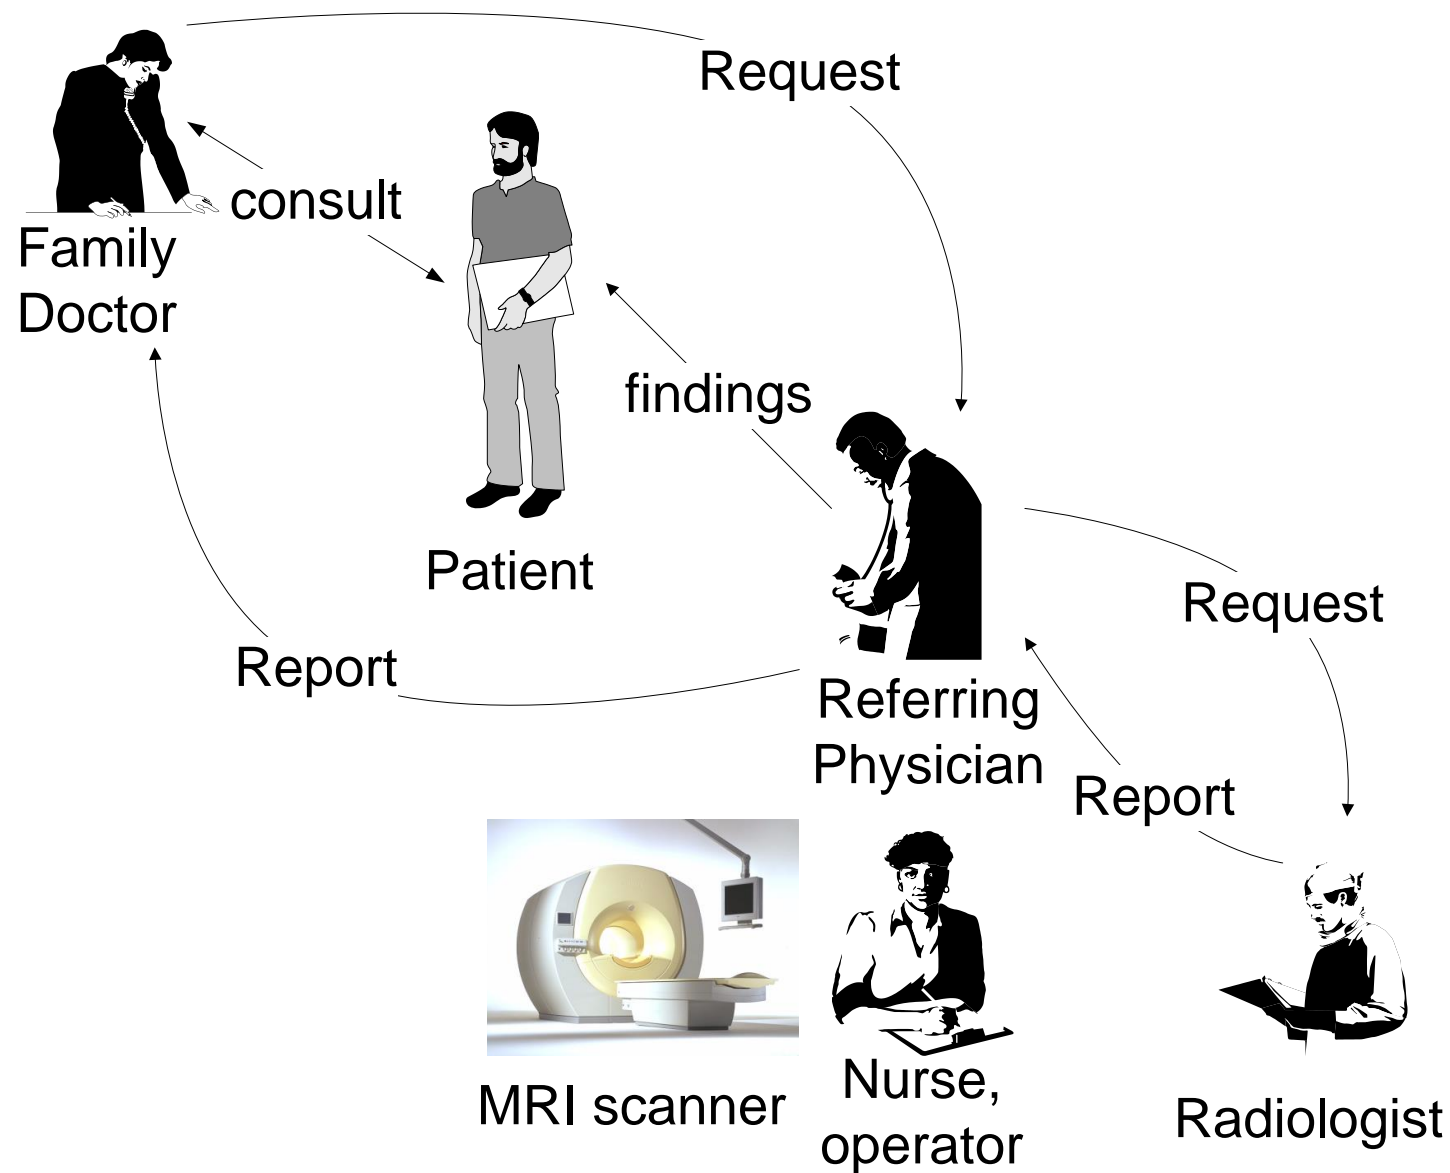 Request
consult
Family
Doctor
findings
Patient
Request
Report
Referring
Physician
Report
MRI scanner
Nurse,
operator
Radiologist